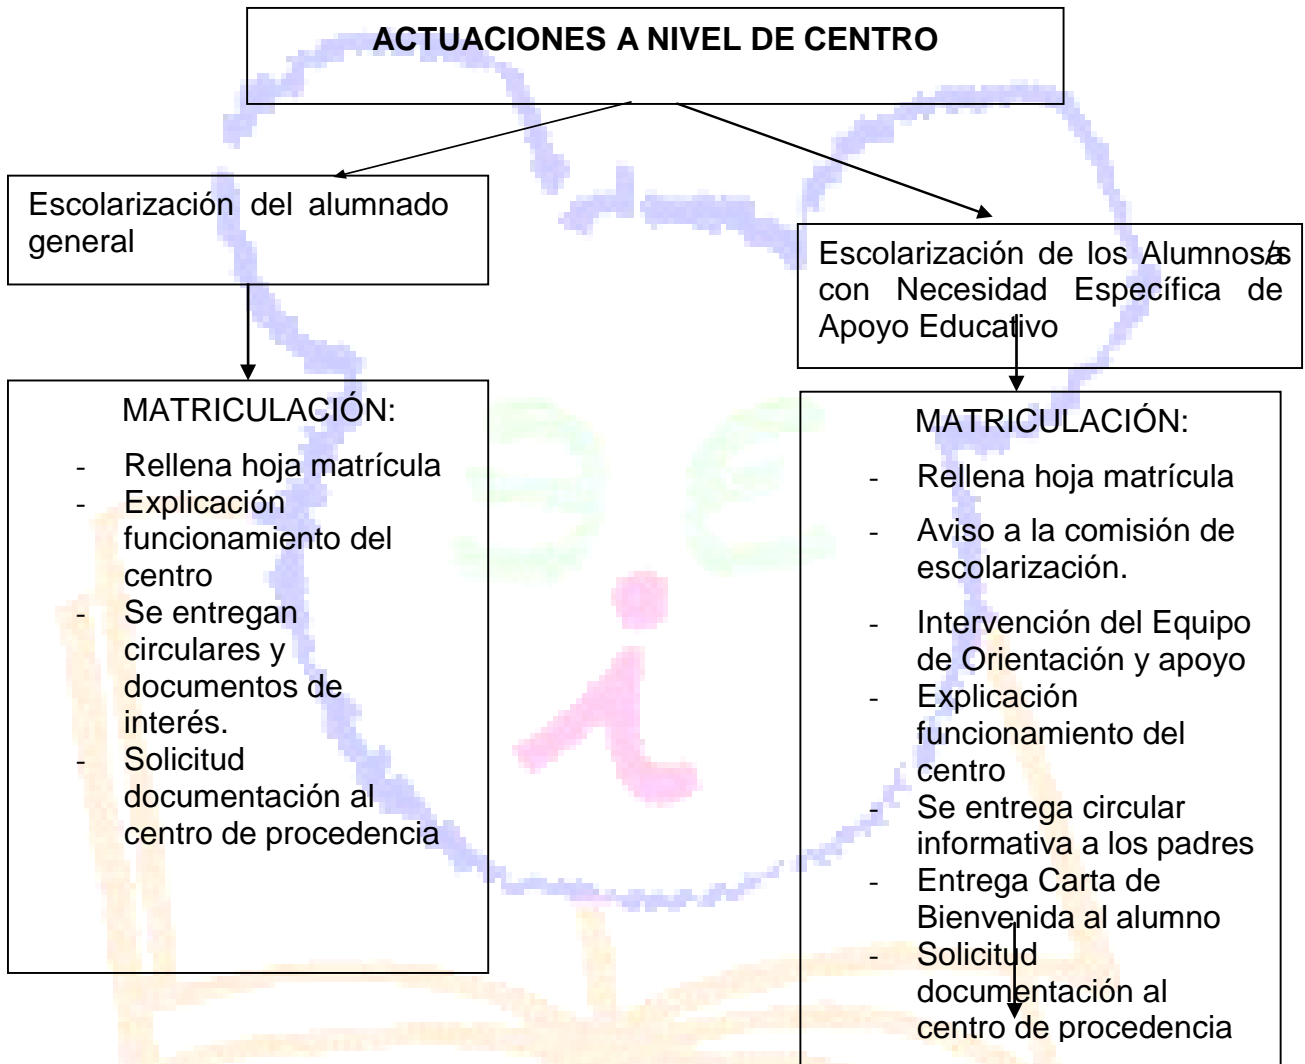 ACTUACIONES A NIVEL DE CENTRO
Escolarización del alumnado
general
MATRICULACIÓN:
- Rellena hoja matrícula
- Explicación
funcionamiento del
centro
- Se entregan
circulares y
documentos de
interés.
- Solicitud
documentación al
centro de procedencia
Escolarización de los Alumnos/as
con Necesidad Específica de
Apoyo Educativo
MATRICULACIÓN:
- Rellena hoja matrícula
- Aviso a la comisión de
escolarización.
- Intervención del Equipo
de Orientación y apoyo
- Explicación
funcionamiento del
centro
- Se entrega circular
informativa a los padres
- Entrega Carta de
Bienvenida al alumno
- Solicitud
documentación al
centro de procedencia